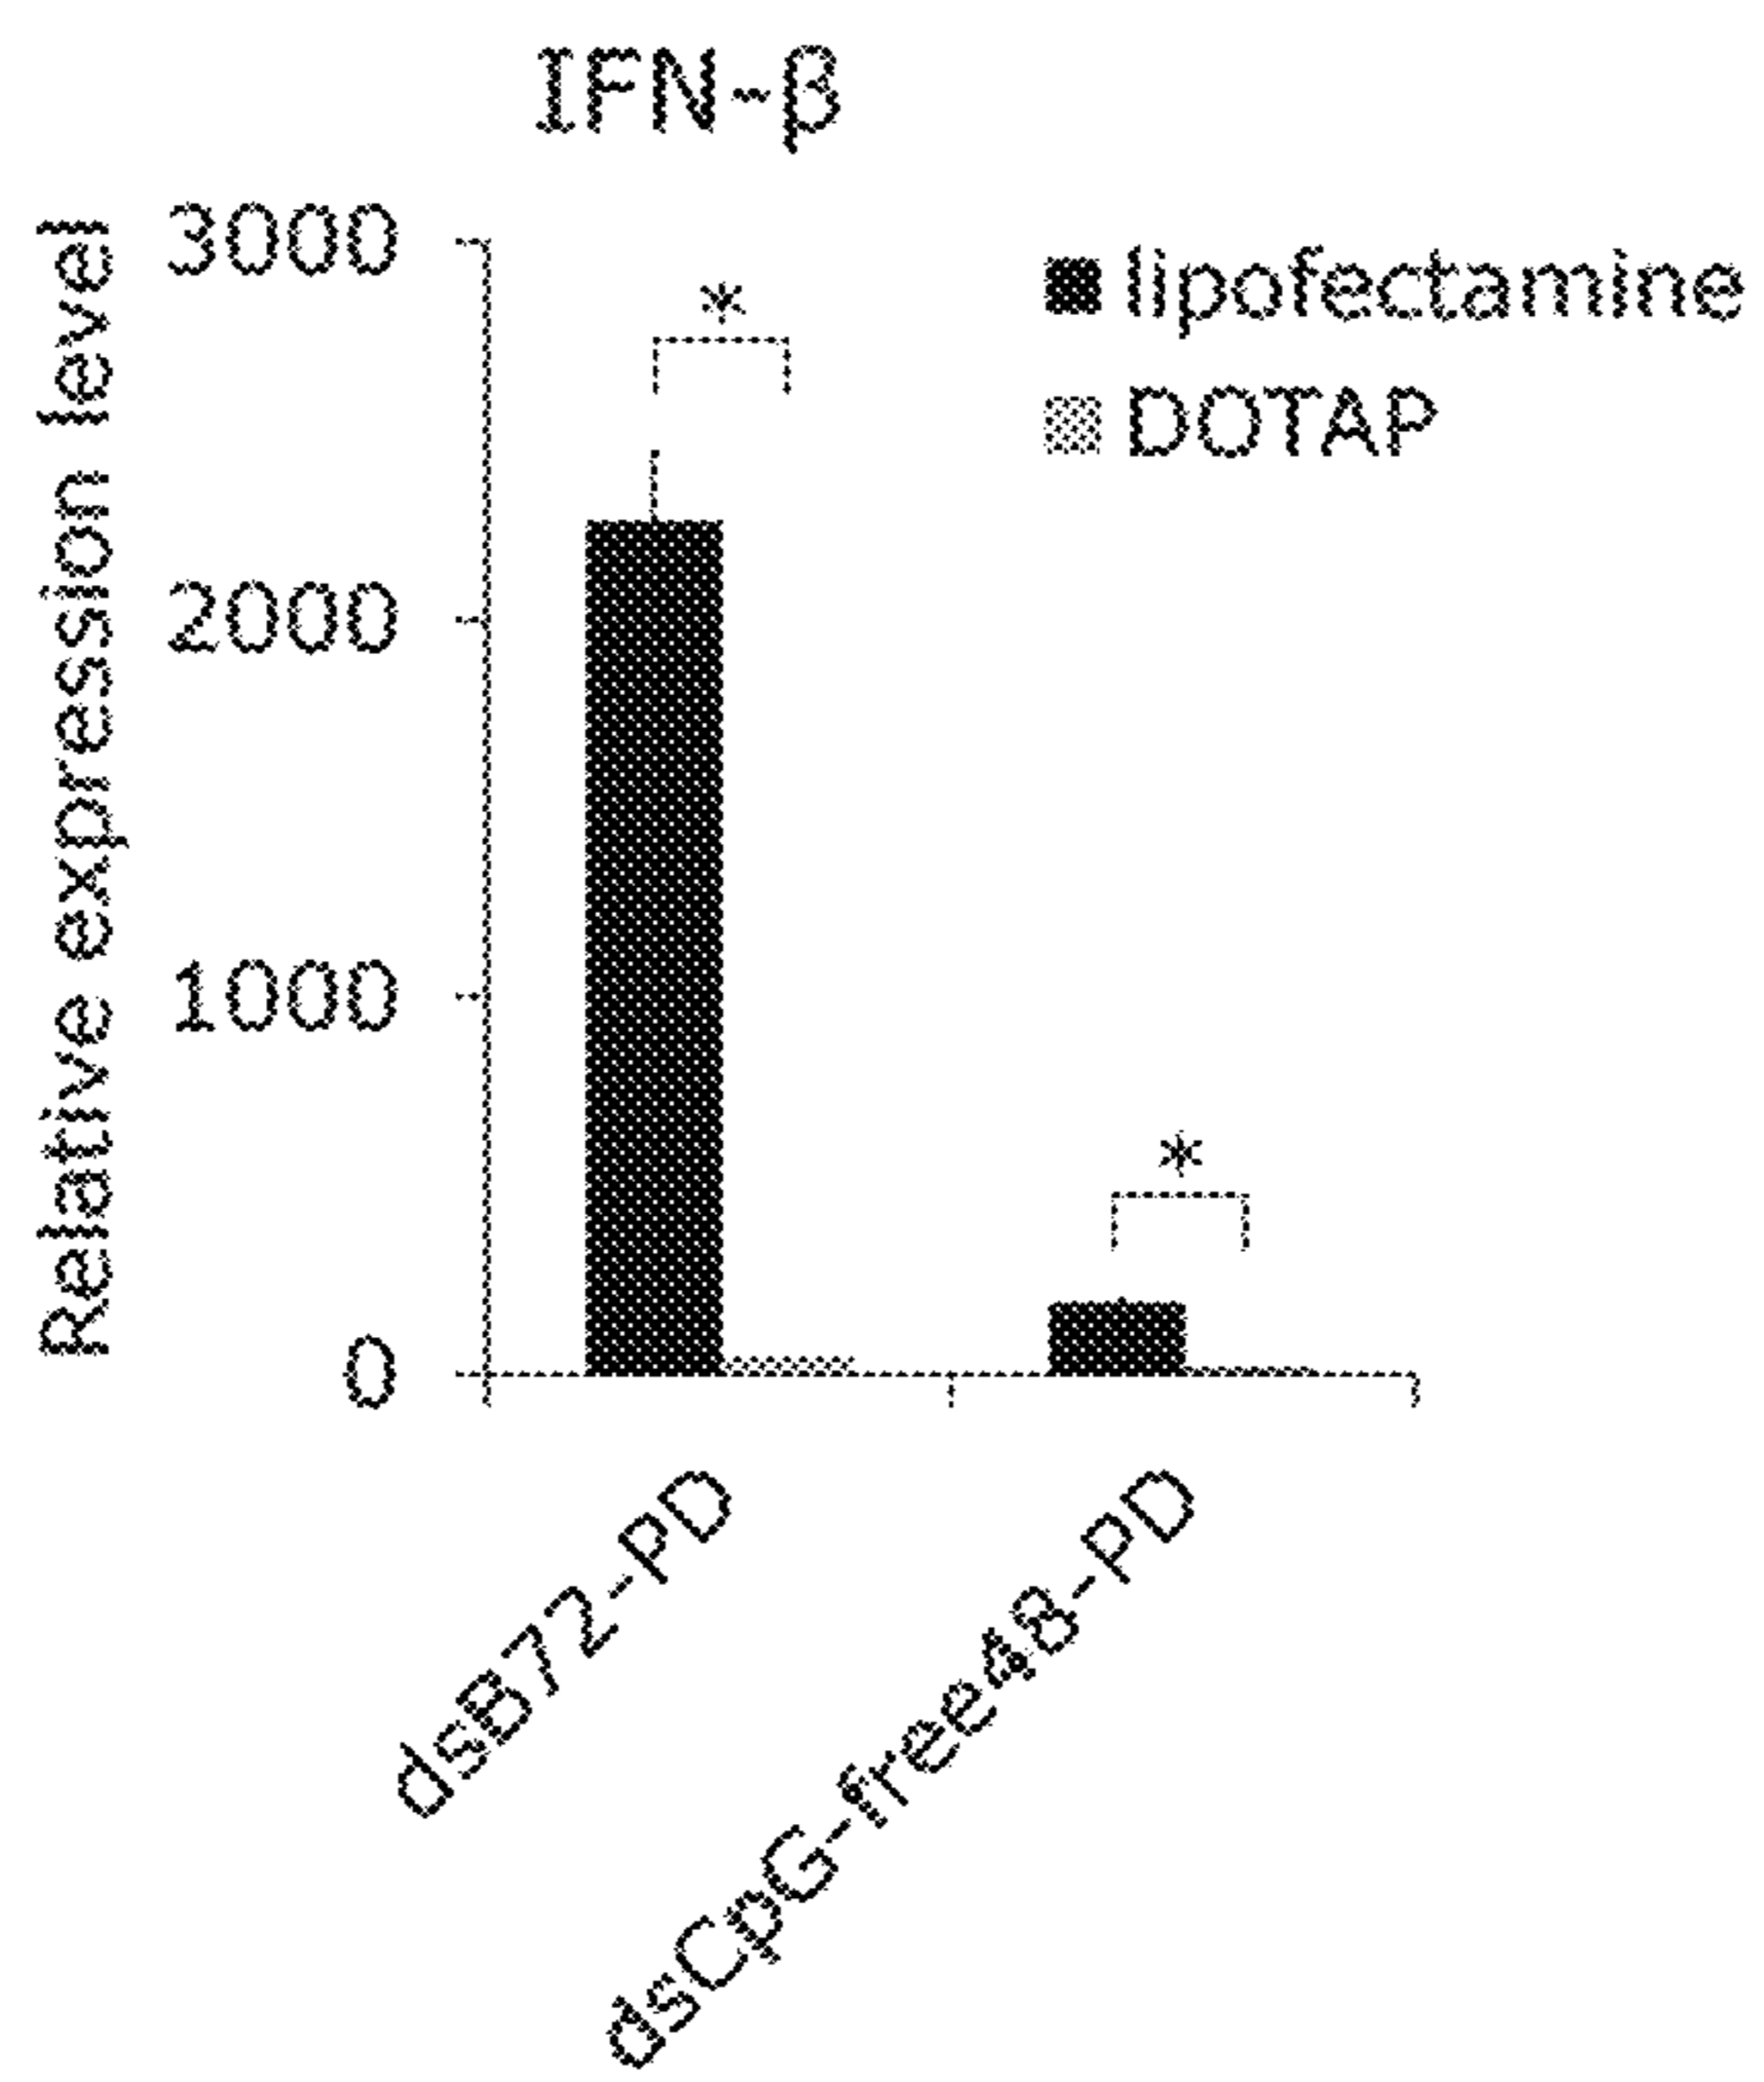 IFN-β
Relative expression level
3000
2000
1000
0
lipofectamine
DOTAP
*
*
dsB72-PD
dsCpG-free48-PD